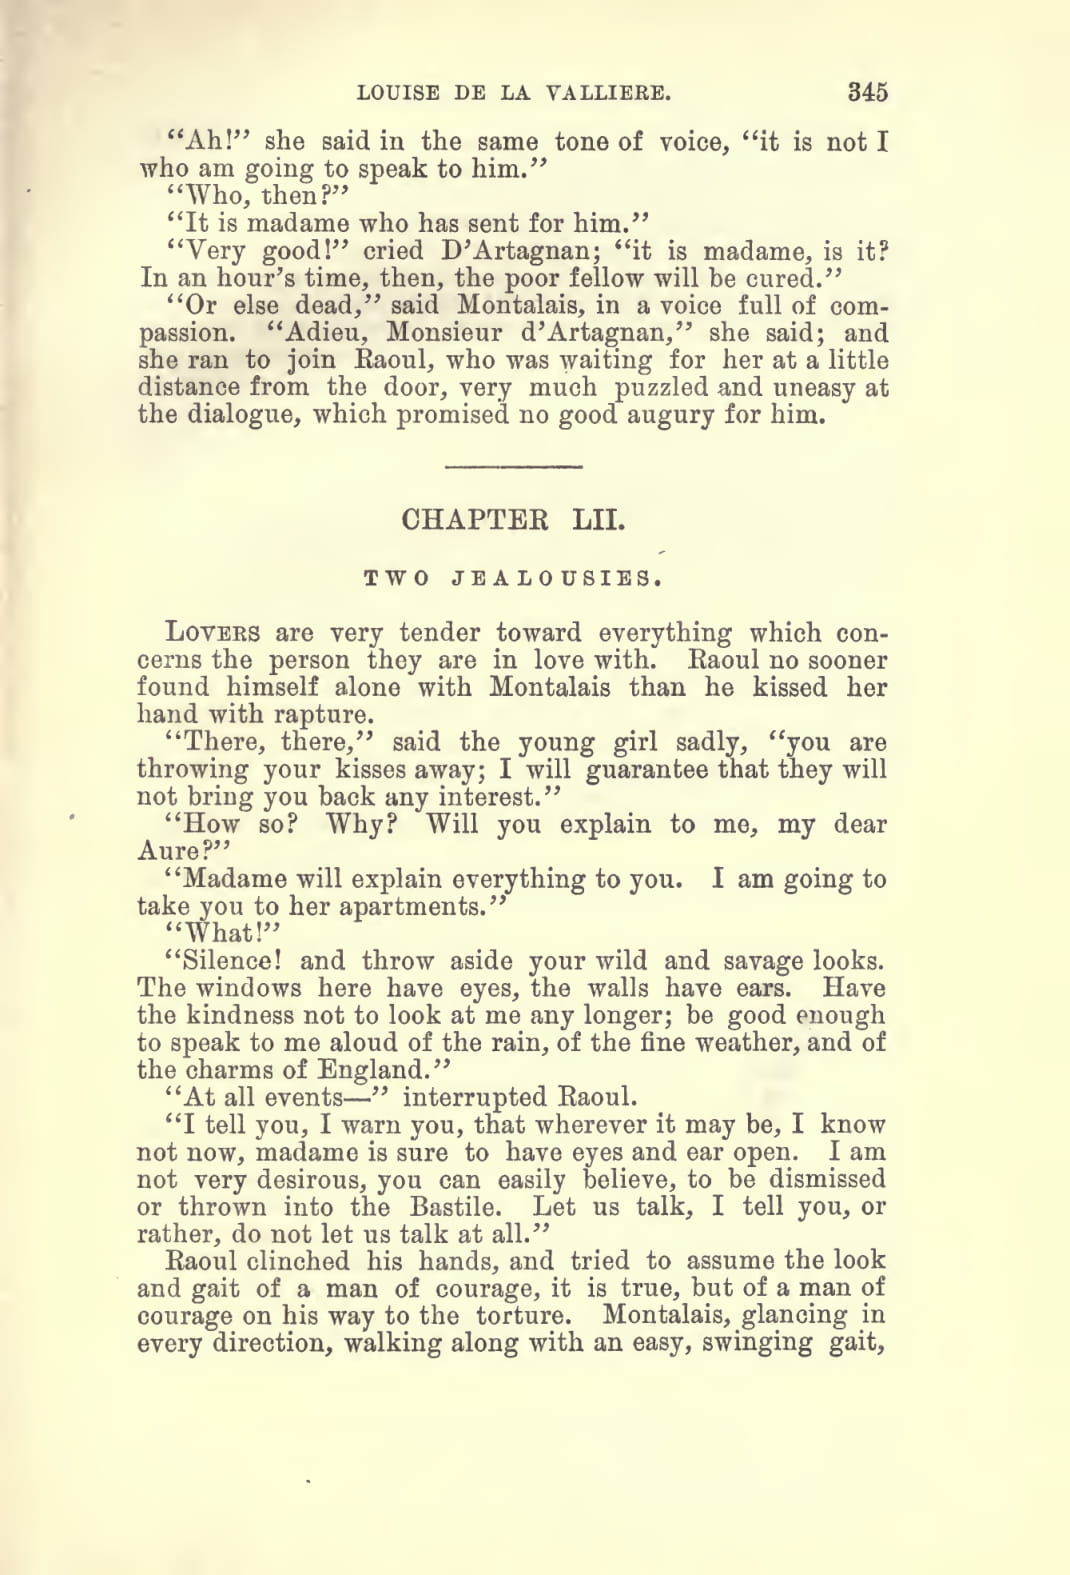 LOUISE DE LA VALLIERE. 345
“Ah!” she said in the same tone of voice, “it is not I
who am going to speak to him.”
“Who, then?”
“It is madame who has sent for him.”
“Very good!” cried D’Artagnan; “it is madame, is it?
In an hour’s time, then, the poor fellow will be cured.”
“Or else dead,” said Montalais, in a voice full of com-
passion. “Adieu, Monsieur d’Artagnan,” she said; and
she ran to join Raoul, who was waiting for her at a little
distance from the door, very much puzzled and uneasy at
the dialogue, which promised no good augury for him.
CHAPTER LII.
TWO JEALOUSIES.
LOVERS are very tender toward everything which con-
cerns the person they are in love with. Raoul no sooner
found himself alone with Montalais than he kissed her
hand with rapture.
“There, there,” said the young girl sadly, “you are
throwing your kisses away; I will guarantee that they will
not bring you back any interest.”
“How so? Why? Will you explain to me, my dear
Aure?”
“Madame will explain everything to you. I am going to
take you to her apartments.”
“What!”
“Silence! and throw aside your wild and savage looks.
The windows here have eyes, the walls have ears. Have
the kindness not to look at me any longer; be good enough
to speak to me aloud of the rain, of the fine weather, and of
the charms of England.”
“At all events—” interrupted Raoul.
“I tell you, I warn you, that wherever it may be, I know
not now, madame is sure to have eyes and ear open. I am
not very desirous, you can easily believe, to be dismissed
or thrown into the Bastile. Let us talk, I tell you, or
rather, do not let us talk at all.”
Raoul clinched his hands, and tried to assume the look
and gait of a man of courage, it is true, but of a man of
courage on his way to the torture. Montalais, glancing in
every direction, walking along with an easy, swinging gait,